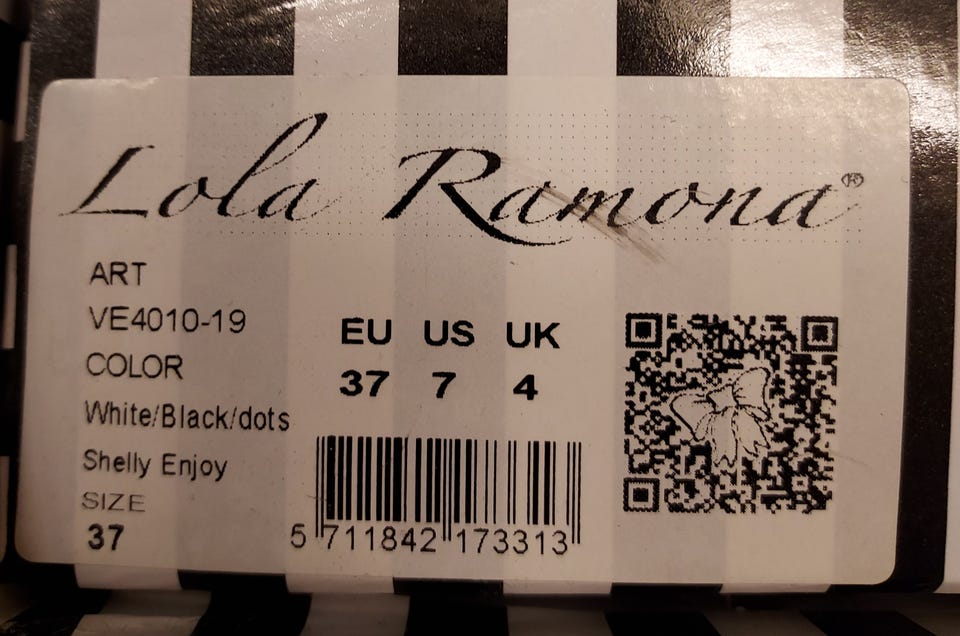 Lola Ramona®
ART
VE4010-19
COLOR
White/Black/dots
Shelly Enjoy
SIZE
37
EU US UK
37 7 4
5 711842 173313